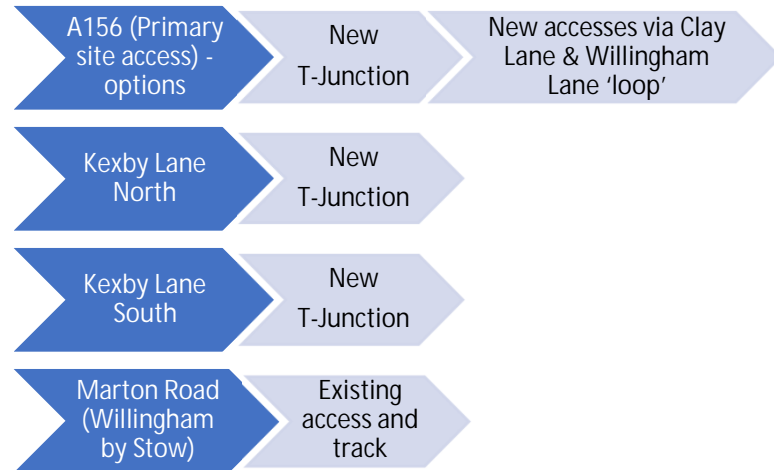 A156 (Primary
site access) -
options
New
T-Junction
New accesses via Clay
Lane & Willingham
Lane ‘loop’
Kexby Lane
North
New
T-Junction
Kexby Lane
South
New
T-Junction
Marton Road
(Willingham
by Stow)
Existing
access and
track